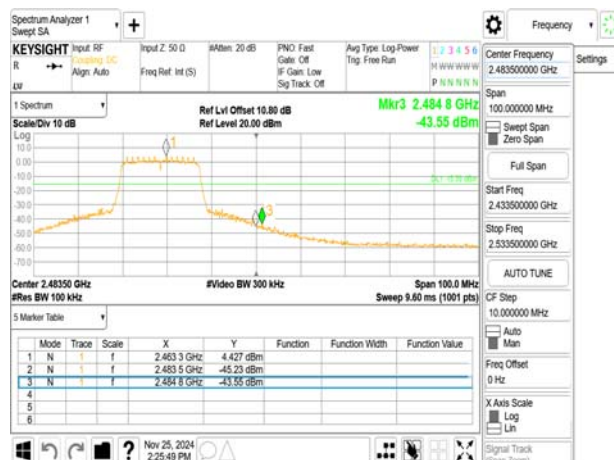 Spectrum Analyzer 1
Swept SA
Frequency
KEYSIGHT
Input: RF
Coupling: DC
Align: Auto
Input Z: 50 Ω
Freq Ref: Int (S)
#Atten: 20 dB
PNO: Fast
Gate: Off
IF Gain: Low
Sig Track: Off
Avg Type: Log-Power
Trig: Free Run
1 2 3 4 5 6
M W W W W W
P N N N N N
R
Center Frequency
2.483500000 GHz
Settings
Span
100.000000 MHz
Swept Span
Zero Span
Full Span
Start Freq
2.433500000 GHz
Stop Freq
2.533500000 GHz
AUTO TUNE
CF Step
10.000000 MHz
Auto
Man
Freq Offset
0 Hz
X Axis Scale
Log
Lin
Signal Track
1 Spectrum
Scale/Div 10 dB
Ref Lvl Offset 10.80 dB
Ref Level 20.00 dBm
Mkr3 2.484 8 GHz
-43.55 dBm
Log
10.0
0.00
-10.0
-20.0
-30.0
-40.0
-50.0
-60.0
-70.0
1
3
Center 2.48350 GHz
#Res BW 100 kHz
#Video BW 300 kHz
Span 100.0 MHz
Sweep 9.60 ms (1001 pts)
5 Marker Table
Mode Trace Scale X Y Function Function Width Function Value
1 N 1 f 2.463 3 GHz 4.427 dBm
2 N 1 f 2.483 5 GHz -45.23 dBm
3 N 1 f 2.484 8 GHz -43.55 dBm
4
5
6
?
Nov 25, 2024
2:25:49 PM